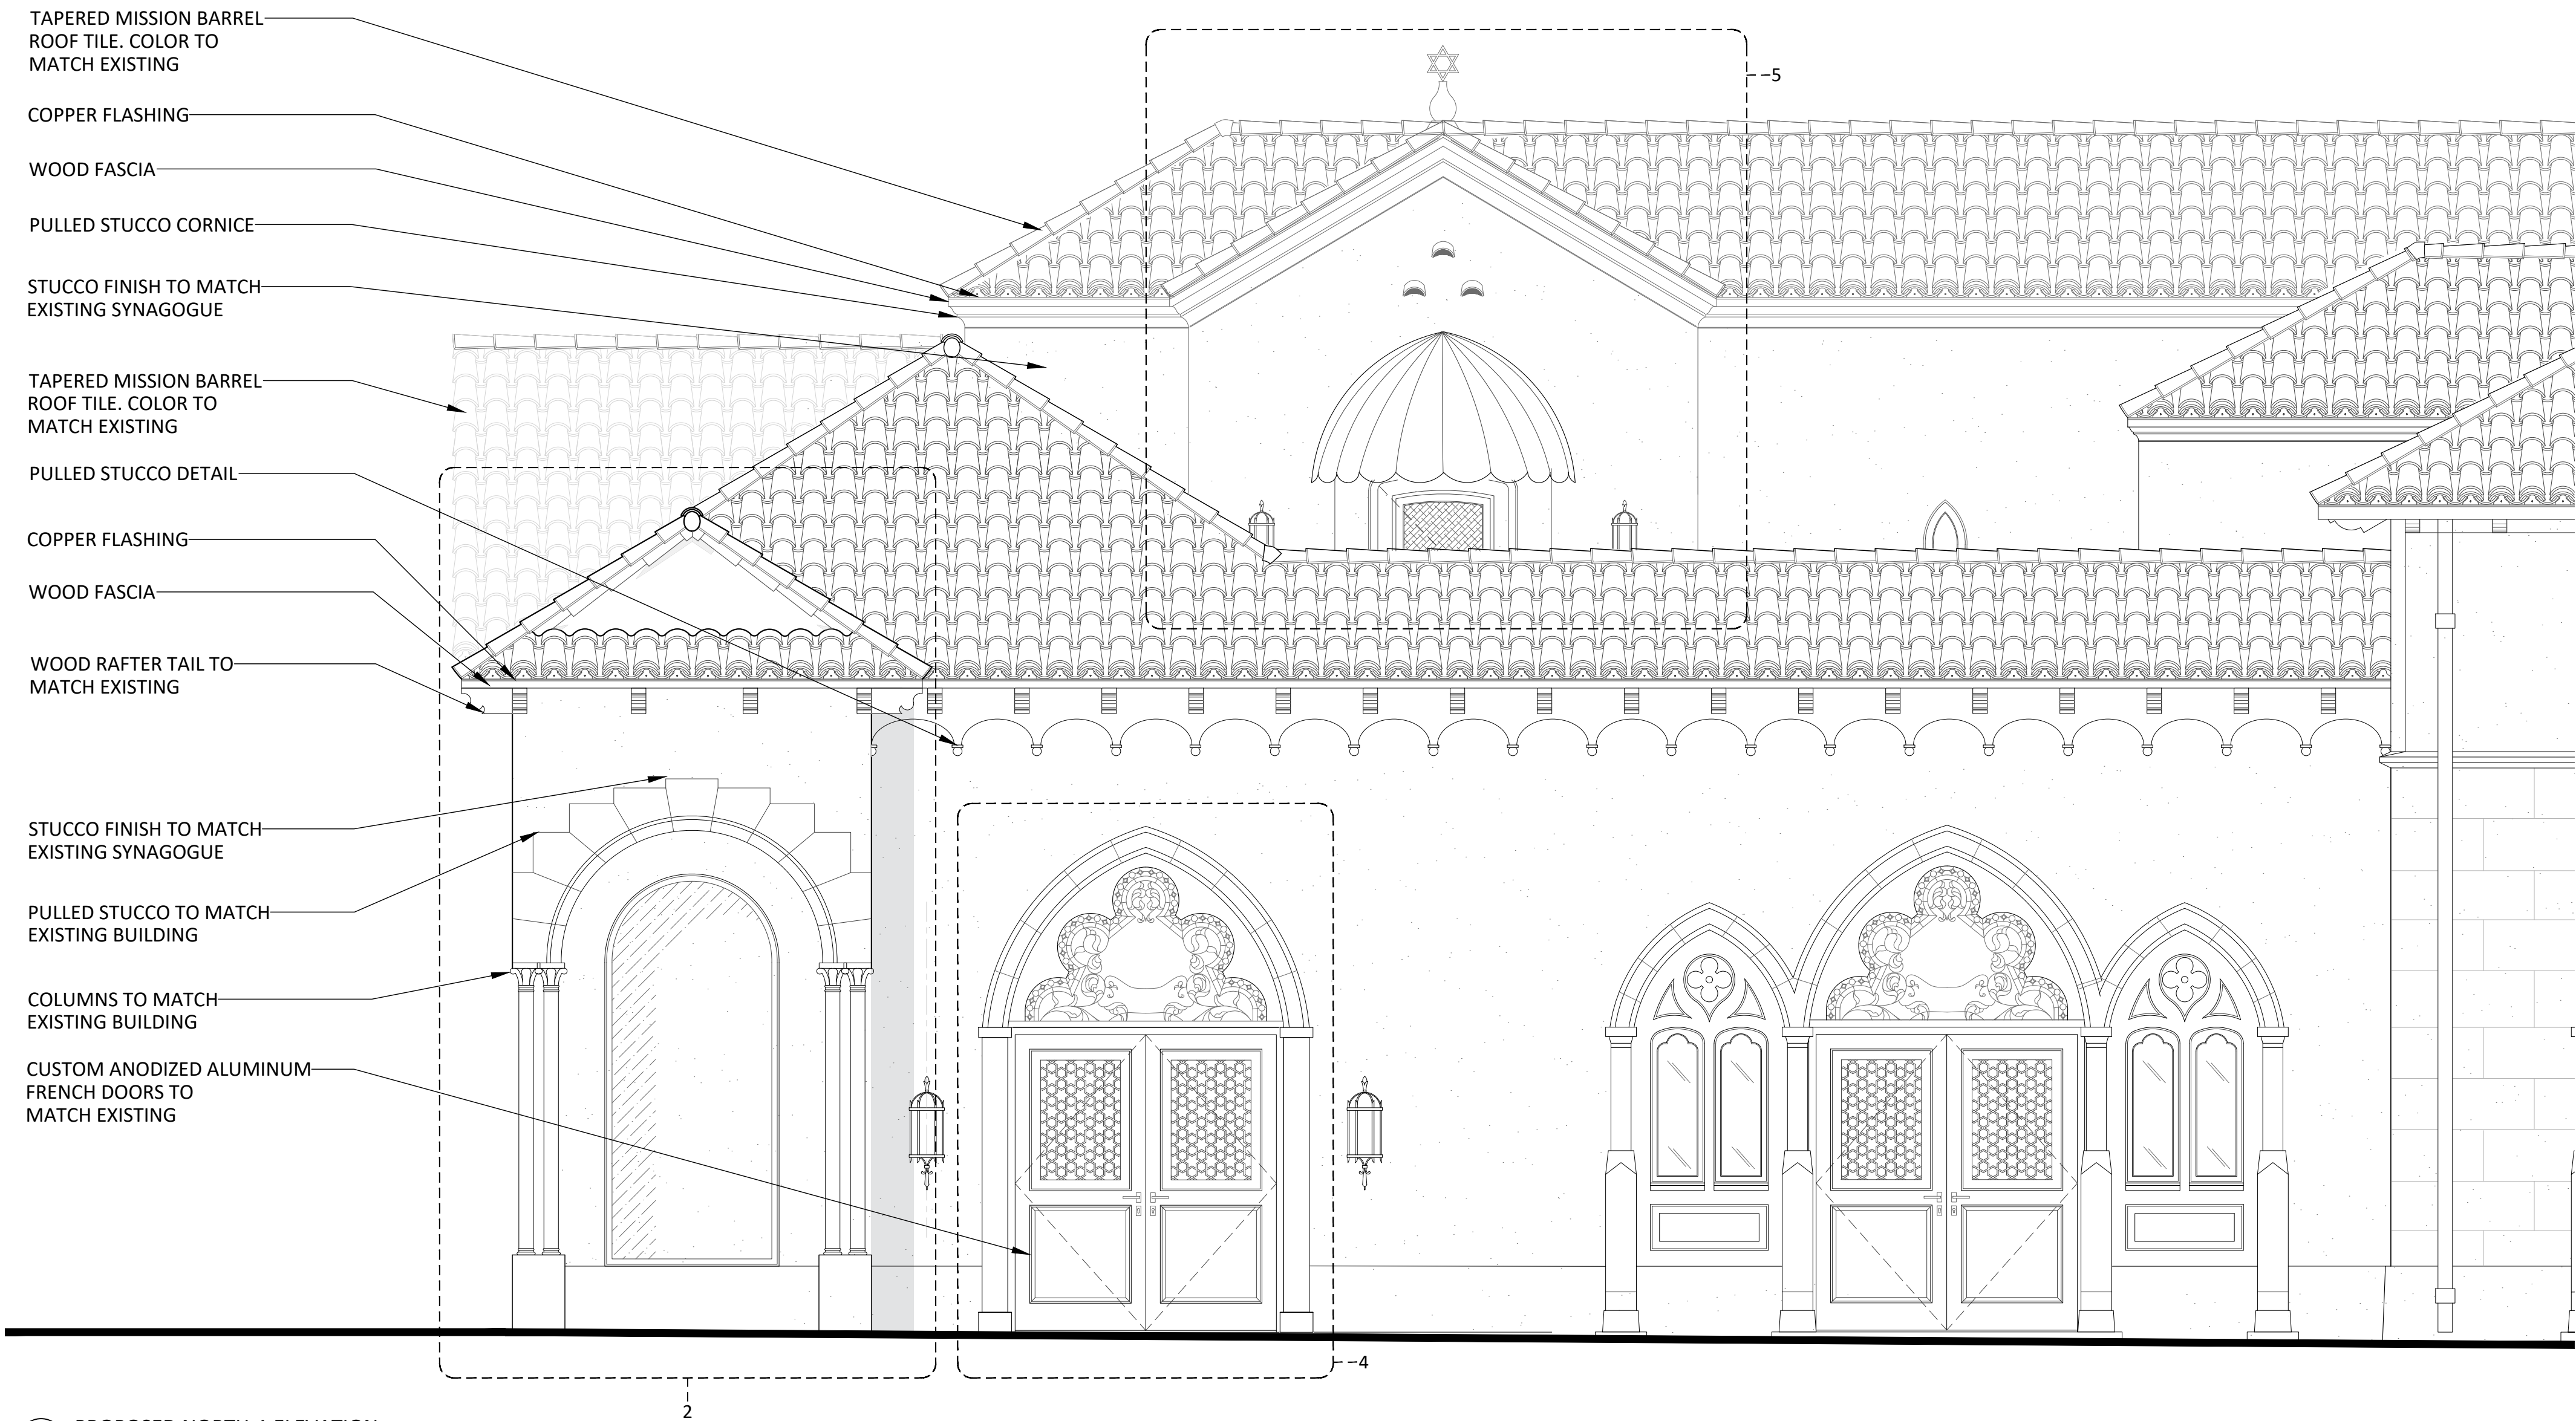 TAPERED MISSION BARREL
ROOF TILE. COLOR TO
MATCH EXISTING
COPPER FLASHING
WOOD FASCIA
PULLED STUCCO CORNICE
STUCCO FINISH TO MATCH
EXISTING SYNAGOGUE
TAPERED MISSION BARREL
ROOF TILE. COLOR TO
MATCH EXISTING
PULLED STUCCO DETAIL
COPPER FLASHING
WOOD FASCIA
WOOD RAFTER TAIL TO
MATCH EXISTING
STUCCO FINISH TO MATCH
EXISTING SYNAGOGUE
PULLED STUCCO TO MATCH
EXISTING BUILDING
COLUMNS TO MATCH
EXISTING BUILDING
CUSTOM ANODIZED ALUMINUM
FRENCH DOORS TO
MATCH EXISTING
5
4
2
PROPOSED NORTH A ELEVATION